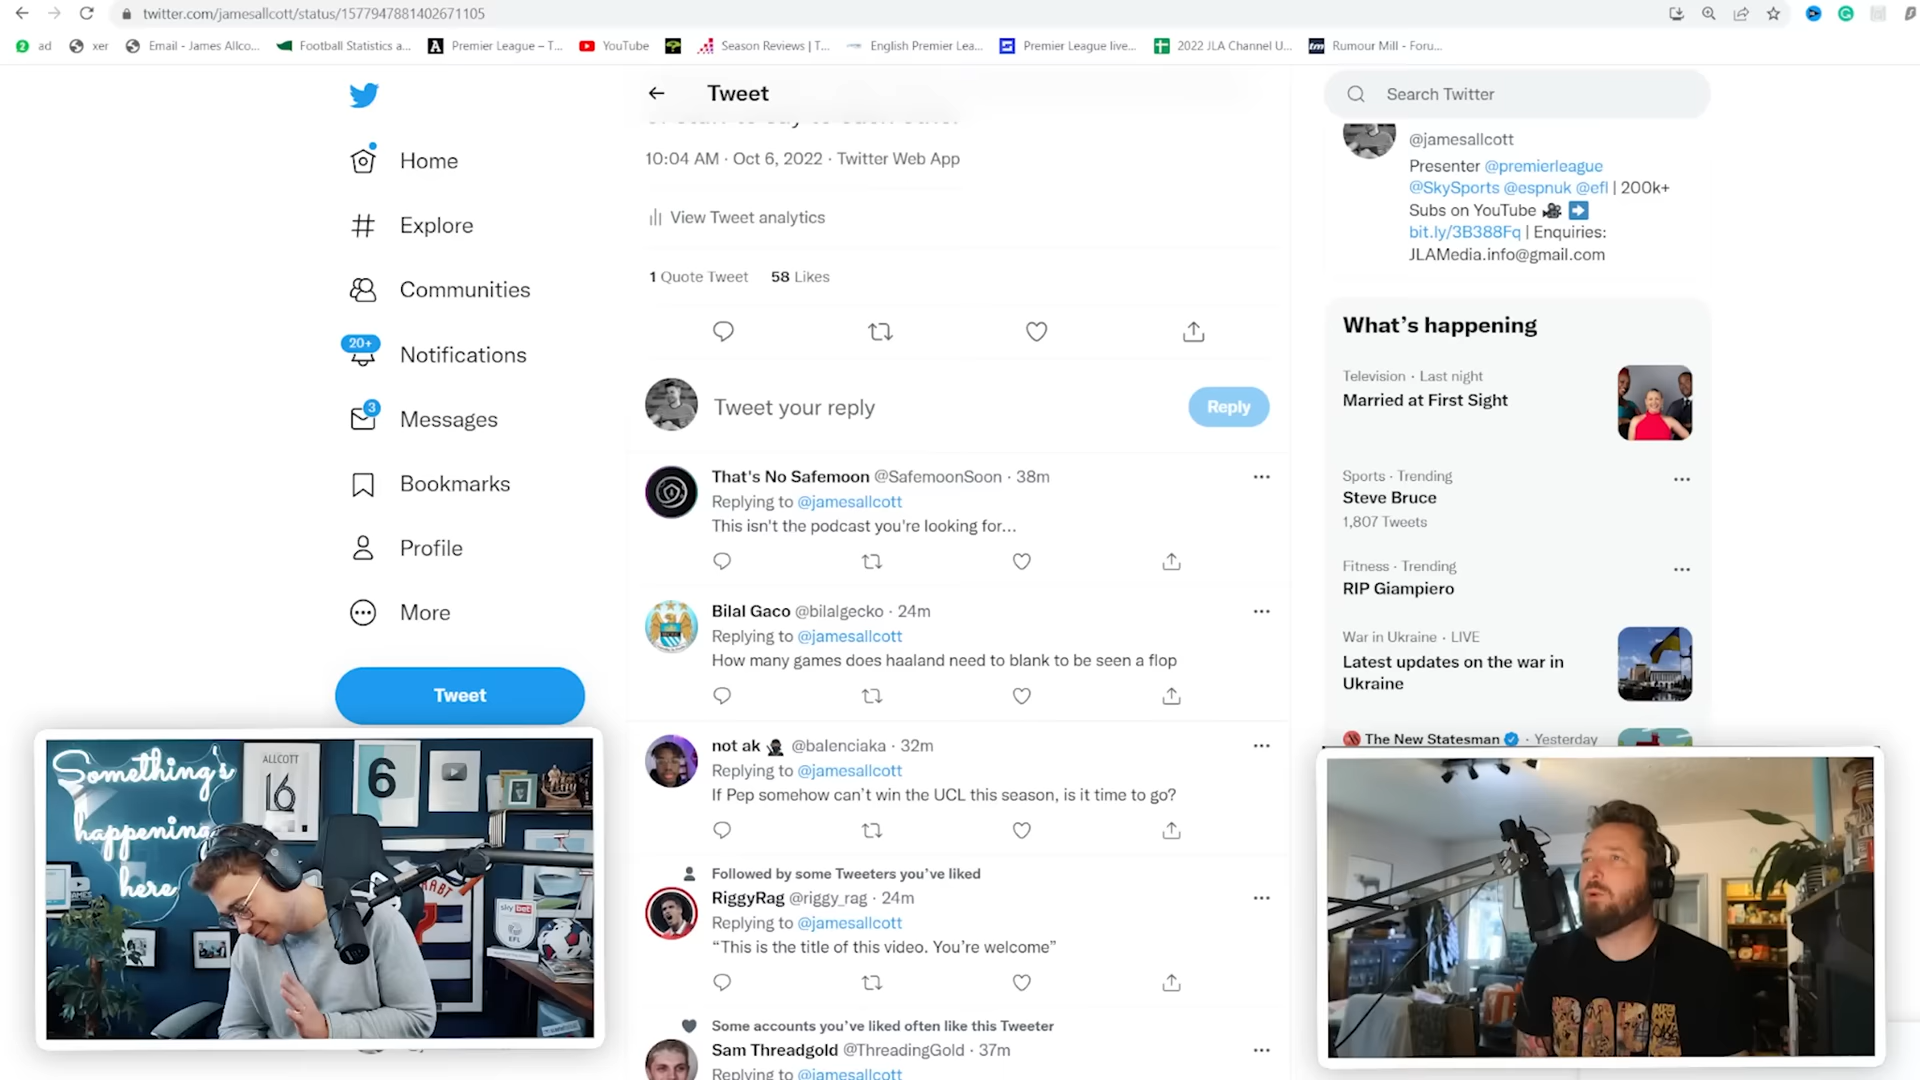 twitter.com/jamesallcott/status/1577947881402671105
ad
xer
Email - James Allco...
Football Statistics a...
Premier League – T...
YouTube
Season Reviews | T...
English Premier Lea...
Premier League live...
2022 JLA Channel U...
Rumour Mill - Foru...
Home
Explore
Communities
20+
Notifications
3
Messages
Bookmarks
Profile
More
Tweet
Tweet
10:04 AM · Oct 6, 2022 · Twitter Web App
View Tweet analytics
1 Quote Tweet 58 Likes
Tweet your reply
Reply
That's No Safemoon @SafemoonSoon · 38m
Replying to @jamesallcott
This isn't the podcast you're looking for...
Bilal Gaco @bilalgecko · 24m
Replying to @jamesallcott
How many games does haaland need to blank to be seen a flop
not ak @balenciaka · 32m
Replying to @jamesallcott
If Pep somehow can't win the UCL this season, is it time to go?
Followed by some Tweeters you've liked
RiggyRag @riggy_rag · 24m
Replying to @jamesallcott
“This is the title of this video. You're welcome”
Some accounts you've liked often like this Tweeter
Sam Threadgold @ThreadingGold · 37m
Replying to @jamesallcott
Search Twitter
@jamesallcott
Presenter @premierleague
@SkySports @espnuk @efl | 200k+
Subs on YouTube
bit.ly/3B388Fq | Enquiries:
JLAMedia.info@gmail.com
What's happening
Television · Last night
Married at First Sight
Sports · Trending
Steve Bruce
1,807 Tweets
Fitness · Trending
RIP Giampiero
War in Ukraine · LIVE
Latest updates on the war in
Ukraine
The New Statesman · Yesterday
Something's
happening
here
ALLCOTT
16
6
sky bet
EFL